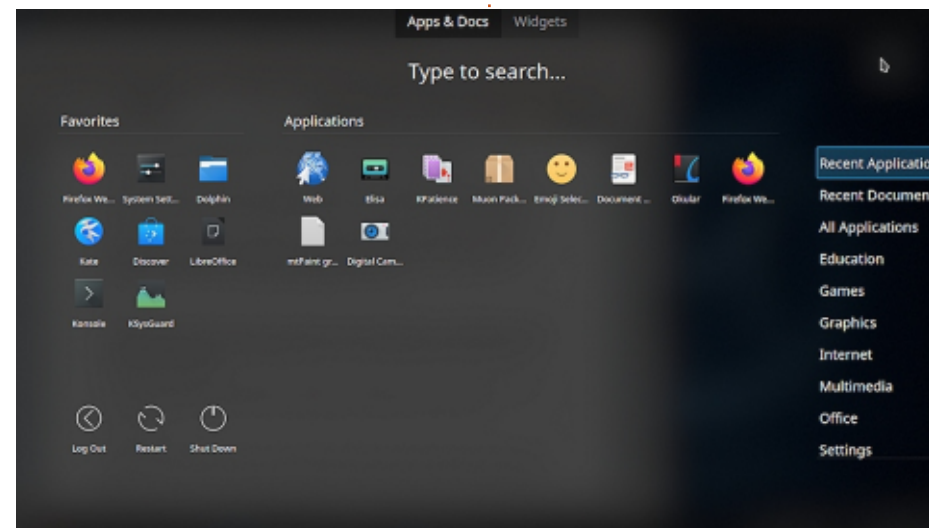 Apps & Docs Widgets
Type to search...
Favorites
Applications
Firefox We... System Sett... Dolphin
Web Elisa KPatience Muon Pack... Emoji Selec... Document ... Okular Firefox We...
Kate Discover LibreOffice
mtPaint gr... Digital Cam...
Konsole KSysGuard
Log Out Restart Shut Down
Recent Applicatio
Recent Documen
All Applications
Education
Games
Graphics
Internet
Multimedia
Office
Settings